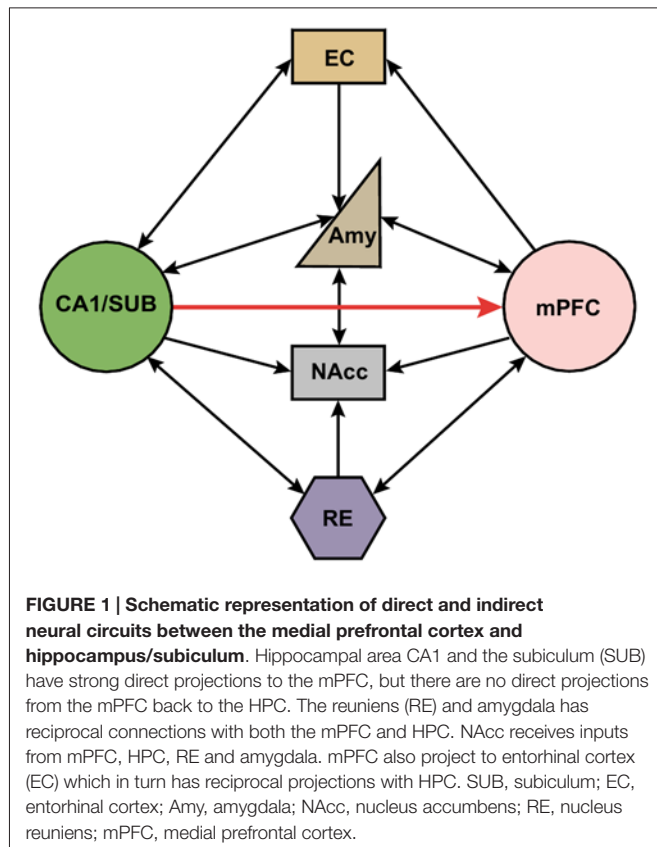 EC
Amy
CA1/SUB
mPFC
NAcc
RE
FIGURE 1 | Schematic representation of direct and indirect
neural circuits between the medial prefrontal cortex and
hippocampus/subiculum. Hippocampal area CA1 and the subiculum (SUB)
have strong direct projections to the mPFC, but there are no direct projections
from the mPFC back to the HPC. The reuniens (RE) and amygdala has
reciprocal connections with both the mPFC and HPC. NAcc receives inputs
from mPFC, HPC, RE and amygdala. mPFC also project to entorhinal cortex
(EC) which in turn has reciprocal projections with HPC. SUB, subiculum; EC,
entorhinal cortex; Amy, amygdala; NAcc, nucleus accumbens; RE, nucleus
reuniens; mPFC, medial prefrontal cortex.